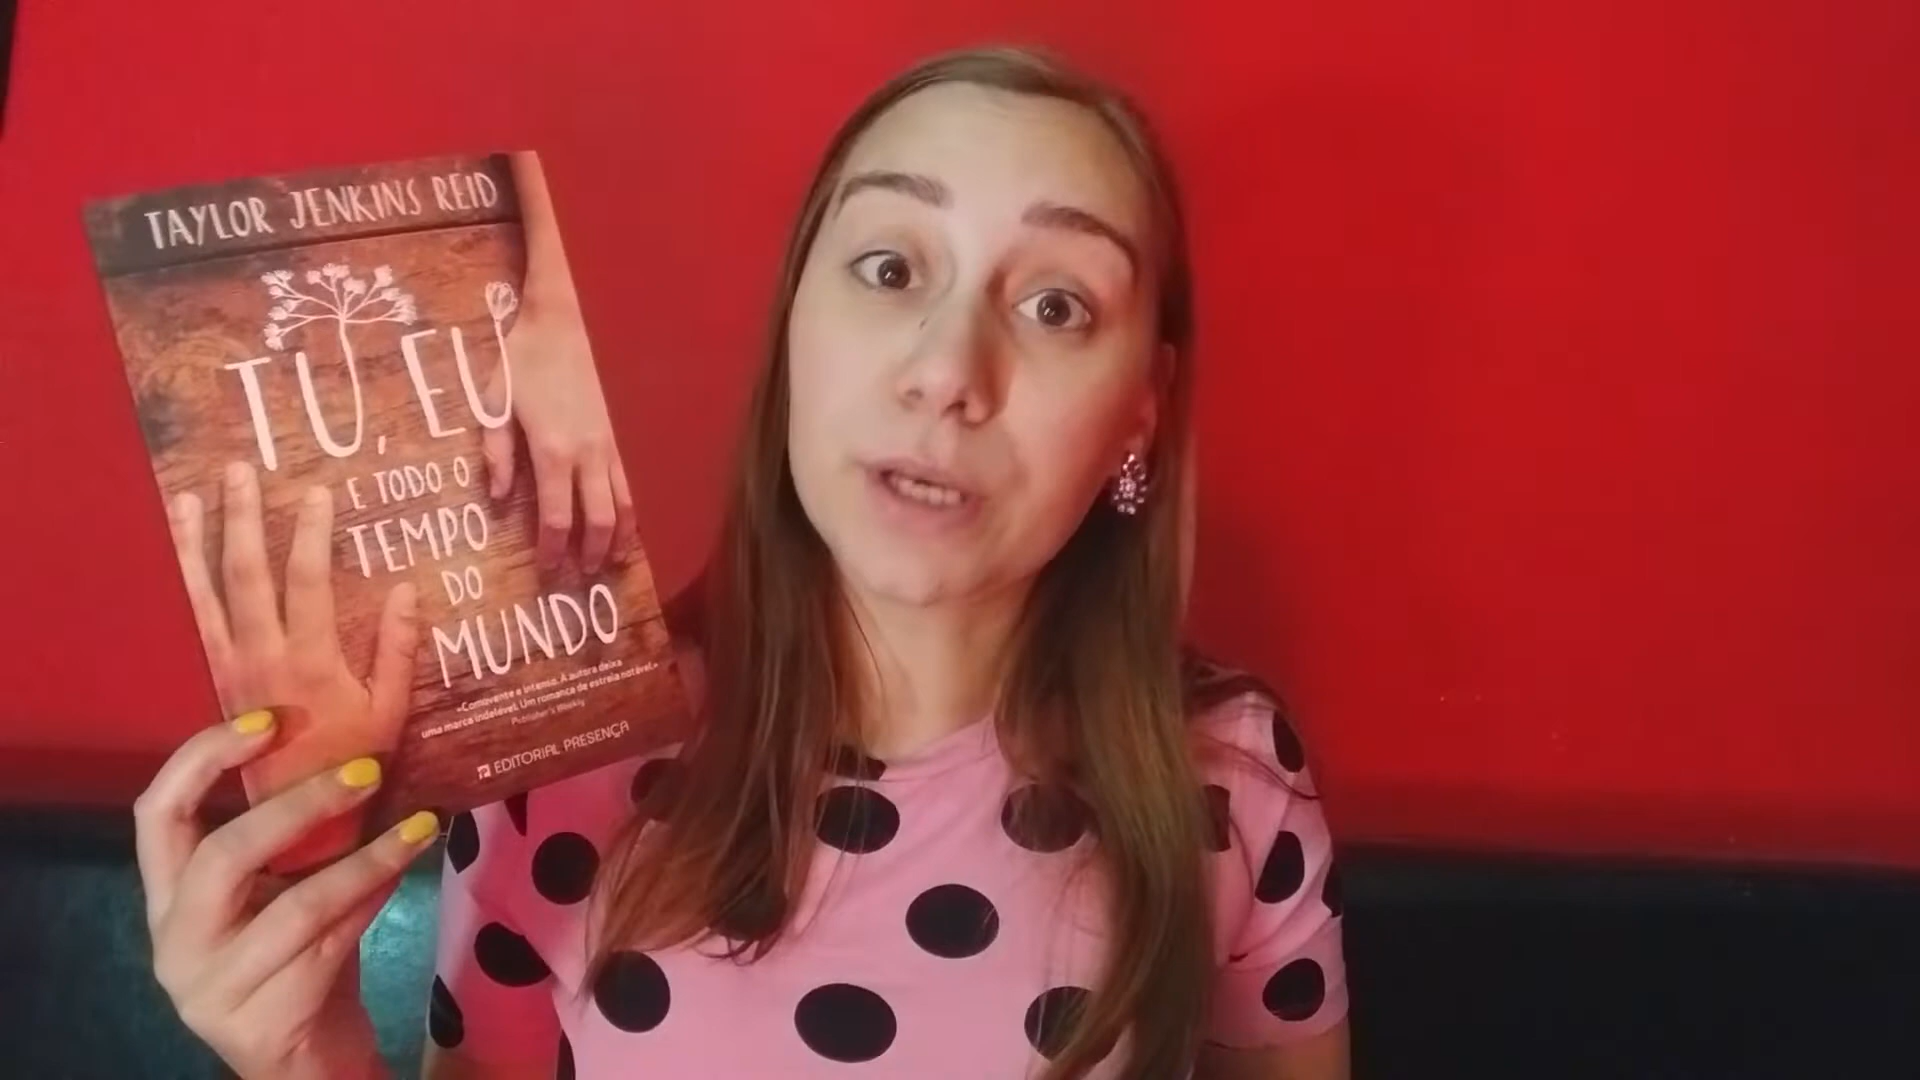 TAYLOR JENKINS REID
TU, EU
E TODO O
TEMPO
DO
MUNDO
«Comovente e intenso. A autora deixa
uma marca indelével. Um romance de estreia notável.»
Publisher's Weekly
EDITORIAL PRESENÇA